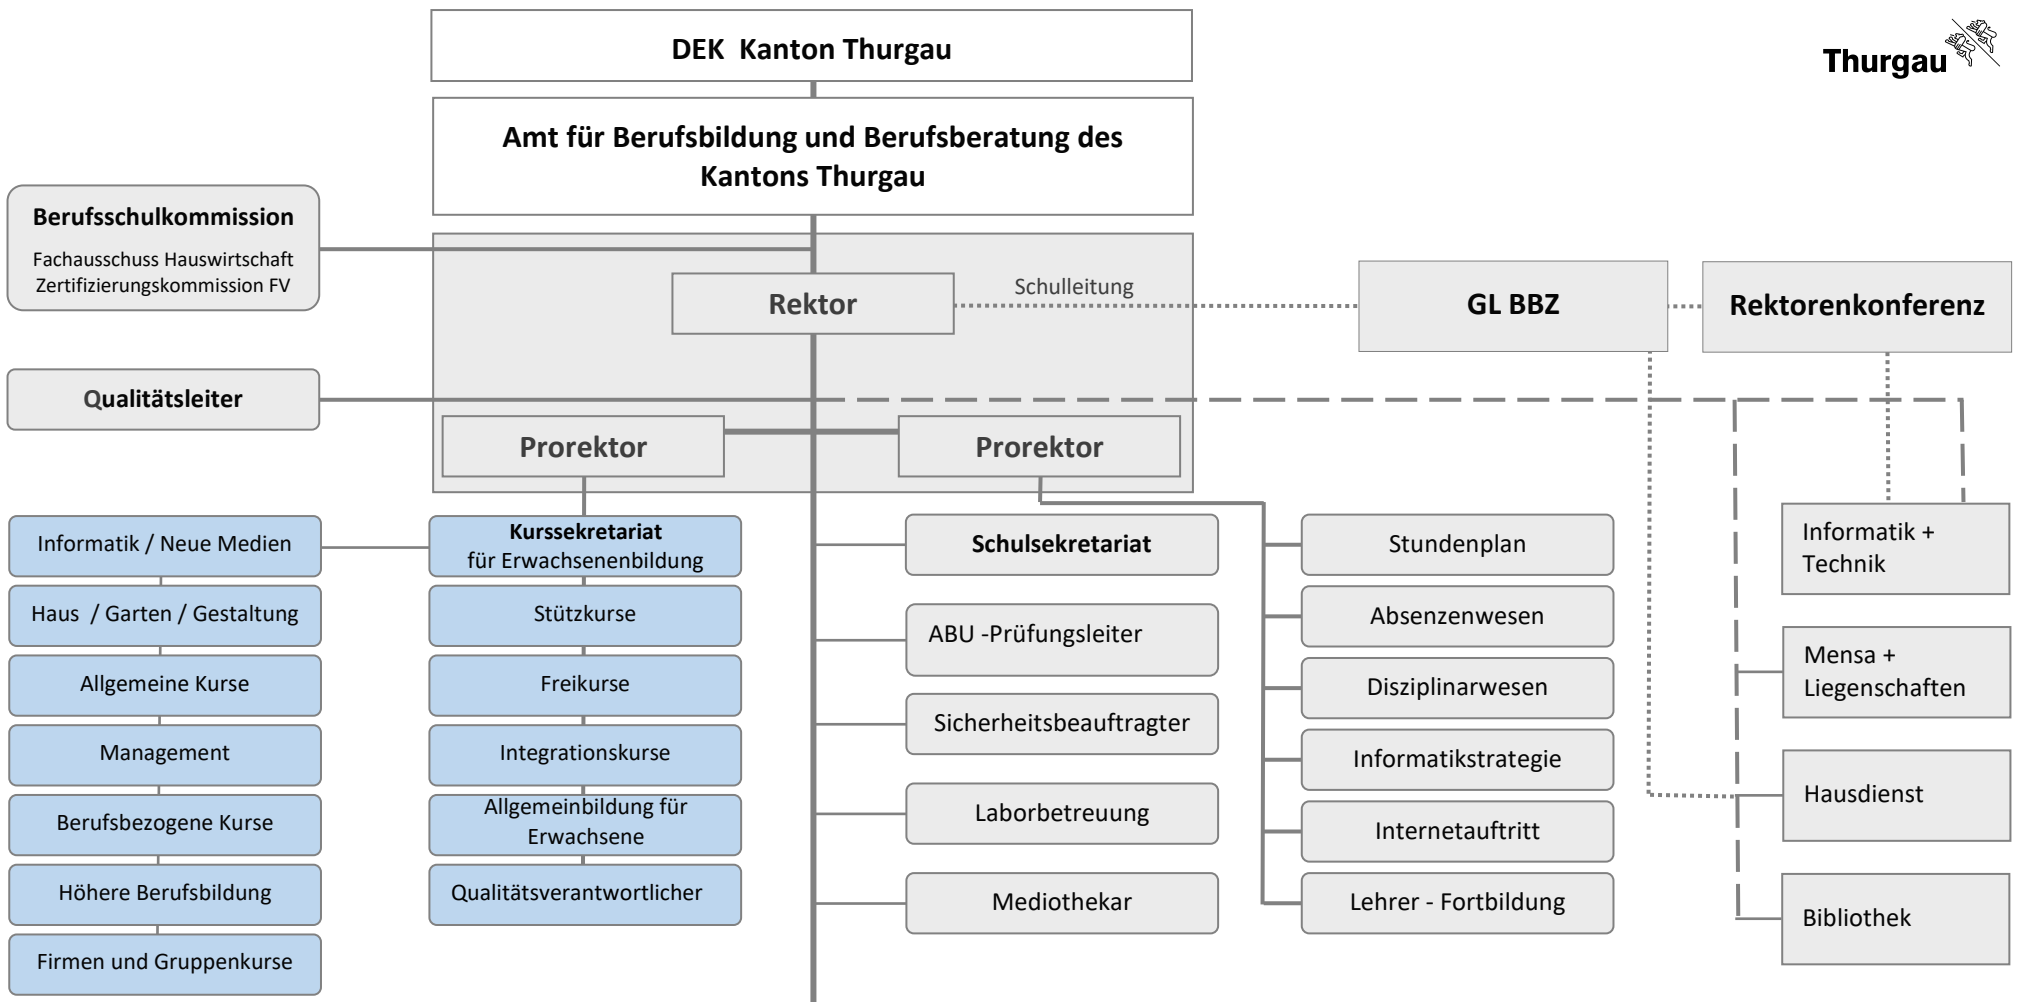 DEK  Kanton Thurgau
Thurgau
Amt für Berufsbildung und Berufsberatung des
Kantons Thurgau
Berufsschulkommission
Fachausschuss Hauswirtschaft
Zertifizierungskommission FV
Rektor
Schulleitung
GL BBZ
Rektorenkonferenz
Qualitätsleiter
Prorektor
Prorektor
Informatik / Neue Medien
Haus  / Garten / Gestaltung
Allgemeine Kurse
Management
Berufsbezogene Kurse
Höhere Berufsbildung
Firmen und Gruppenkurse
Kurssekretariat
für Erwachsenenbildung
Stützkurse
Freikurse
Integrationskurse
Allgemeinbildung für
Erwachsene
Qualitätsverantwortlicher
Schulsekretariat
ABU -Prüfungsleiter
Sicherheitsbeauftragter
Laborbetreuung
Mediothekar
Stundenplan
Absenzenwesen
Disziplinarwesen
Informatikstrategie
Internetauftritt
Lehrer - Fortbildung
Informatik +
Technik
Mensa +
Liegenschaften
Hausdienst
Bibliothek